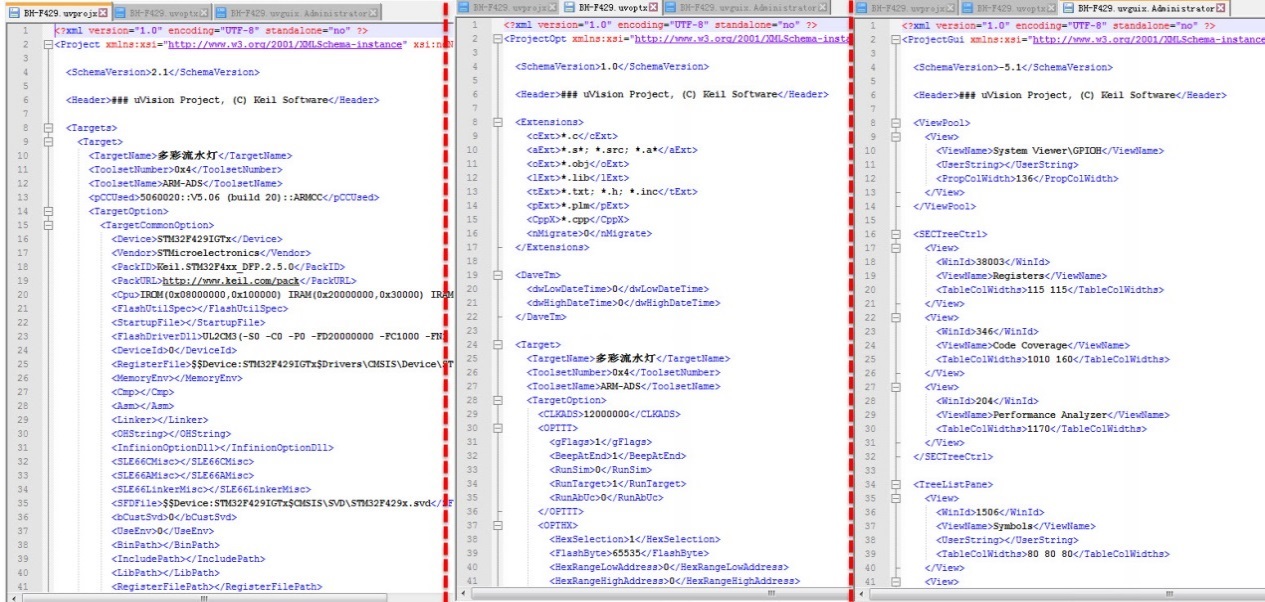 BH-F429.uvprojx BH-F429.uvoptx BH-F429.uvguix.Administrator
1 <?xml version="1.0" encoding="UTF-8" standalone="no" ?>
2 <Project xmlns:xsi="http://www.w3.org/2001/XMLSchema-instance" xsi:no
3
4 <SchemaVersion>2.1</SchemaVersion>
5
6 <Header>### uVision Project, (C) Keil Software</Header>
7
8 <Targets>
9 <Target>
10 <TargetName>多彩流水灯</TargetName>
11 <ToolsetNumber>0x4</ToolsetNumber>
12 <ToolsetName>ARM-ADS</ToolsetName>
13 <pCCUsed>5060020::V5.06 (build 20)::ARMCC</pCCUsed>
14 <TargetOption>
15 <TargetCommonOption>
16 <Device>STM32F429IGTx</Device>
17 <Vendor>STMicroelectronics</Vendor>
18 <PackID>Keil.STM32F4xx_DFP.2.5.0</PackID>
19 <PackURL>http://www.keil.com/pack</PackURL>
20 <Cpu>IROM(0x08000000,0x100000) IRAM(0x20000000,0x30000) IRAM
21 <FlashUtilSpec></FlashUtilSpec>
22 <StartupFile></StartupFile>
23 <FlashDriverDll>UL2CM3(-S0 -C0 -P0 -FD20000000 -FC1000 -FN
24 <DeviceId>0</DeviceId>
25 <RegisterFile>$$Device:STM32F429IGTx$Drivers\CMSIS\Device\ST
26 <MemoryEnv></MemoryEnv>
27 <Cmp></Cmp>
28 <Asm></Asm>
29 <Linker></Linker>
30 <OHString></OHString>
31 <InfinionOptionDll></InfinionOptionDll>
32 <SLE66CMisc></SLE66CMisc>
33 <SLE66AMisc></SLE66AMisc>
34 <SLE66LinkerMisc></SLE66LinkerMisc>
35 <SFDFile>$$Device:STM32F429IGTx$CMSIS\SVD\STM32F429x.svd</SF
36 <bCustSvd>0</bCustSvd>
37 <UseEnv>0</UseEnv>
38 <BinPath></BinPath>
39 <IncludePath></IncludePath>
40 <LibPath></LibPath>
41 <RegisterFilePath></RegisterFilePath>
BH-F429.uvprojx BH-F429.uvoptx BH-F429.uvguix.Administrator
1 <?xml version="1.0" encoding="UTF-8" standalone="no" ?>
2 <ProjectOpt xmlns:xsi="http://www.w3.org/2001/XMLSchema-insta
3
4 <SchemaVersion>1.0</SchemaVersion>
5
6 <Header>### uVision Project, (C) Keil Software</Header>
7
8 <Extensions>
9 <cExt>*.c</cExt>
10 <aExt>*.s*; *.src; *.a*</aExt>
11 <oExt>*.obj</oExt>
12 <lExt>*.lib</lExt>
13 <tExt>*.txt; *.h; *.inc</tExt>
14 <pExt>*.plm</pExt>
15 <CppX>*.cpp</CppX>
16 <nMigrate>0</nMigrate>
17 </Extensions>
18
19 <DaveTm>
20 <dwLowDateTime>0</dwLowDateTime>
21 <dwHighDateTime>0</dwHighDateTime>
22 </DaveTm>
23
24 <Target>
25 <TargetName>多彩流水灯</TargetName>
26 <ToolsetNumber>0x4</ToolsetNumber>
27 <ToolsetName>ARM-ADS</ToolsetName>
28 <TargetOption>
29 <CLKADS>12000000</CLKADS>
30 <OPTTT>
31 <gFlags>1</gFlags>
32 <BeepAtEnd>1</BeepAtEnd>
33 <RunSim>0</RunSim>
34 <RunTarget>1</RunTarget>
35 <RunAbUc>0</RunAbUc>
36 </OPTTT>
37 <OPTHX>
38 <HexSelection>1</HexSelection>
39 <FlashByte>65535</FlashByte>
40 <HexRangeLowAddress>0</HexRangeLowAddress>
41 <HexRangeHighAddress>0</HexRangeHighAddress>
BH-F429.uvprojx BH-F429.uvoptx BH-F429.uvguix.Administrator
1 <?xml version="1.0" encoding="UTF-8" standalone="no" ?>
2 <ProjectGui xmlns:xsi="http://www.w3.org/2001/XMLSchema-instance
3
4 <SchemaVersion>-5.1</SchemaVersion>
5
6 <Header>### uVision Project, (C) Keil Software</Header>
7
8 <ViewPool>
9 <View>
10 <ViewName>System Viewer\GPIOH</ViewName>
11 <UserString></UserString>
12 <PropColWidth>136</PropColWidth>
13 </View>
14 </ViewPool>
15
16 <SECTreeCtrl>
17 <View>
18 <WinId>38003</WinId>
19 <ViewName>Registers</ViewName>
20 <TableColWidths>115 115</TableColWidths>
21 </View>
22 <View>
23 <WinId>346</WinId>
24 <ViewName>Code Coverage</ViewName>
25 <TableColWidths>1010 160</TableColWidths>
26 </View>
27 <View>
28 <WinId>204</WinId>
29 <ViewName>Performance Analyzer</ViewName>
30 <TableColWidths>1170</TableColWidths>
31 </View>
32 </SECTreeCtrl>
33
34 <TreeListPane>
35 <View>
36 <WinId>1506</WinId>
37 <ViewName>Symbols</ViewName>
38 <UserString></UserString>
39 <TableColWidths>80 80 80</TableColWidths>
40 </View>
41 <View>